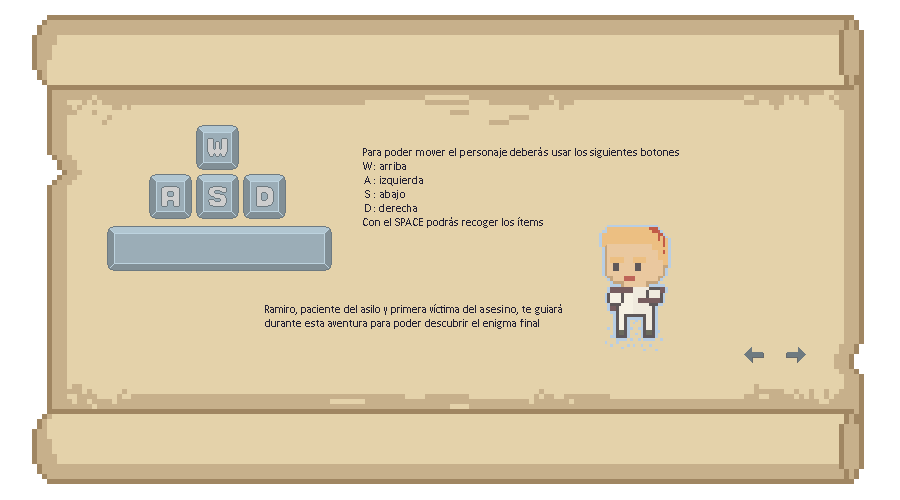 W
A S D
Para poder mover el personaje deberás usar los siguientes botones
W: arriba
A : izquierda
S : abajo
D : derecha
Con el SPACE podrás recoger los ítems
Ramiro, paciente del asilo y primera víctima del asesino, te guiará
durante esta aventura para poder descubrir el enigma final